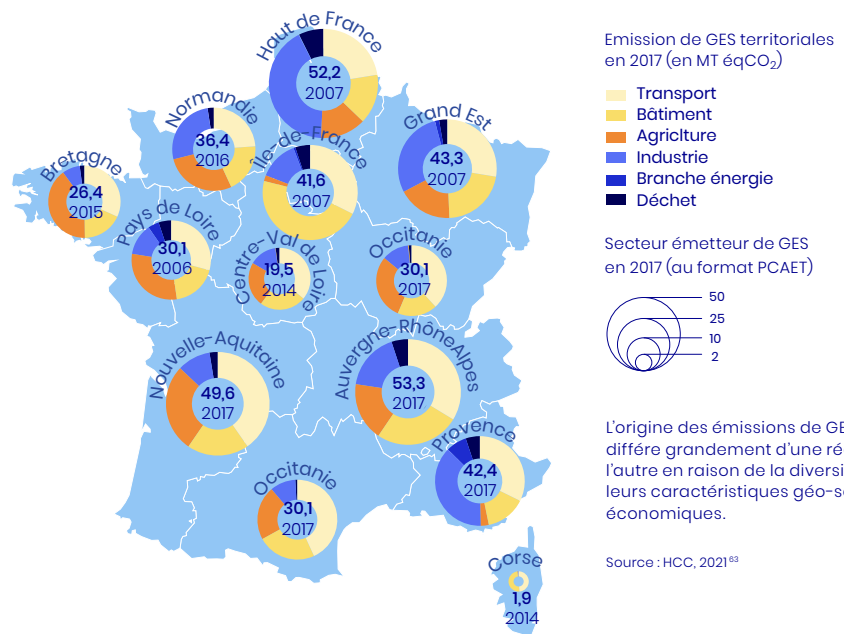 Haut de France
52,2
2007
Normandie
36,4
2016
Île-de-France
41,6
2007
Grand Est
43,3
2007
Bretagne
26,4
2015
Pays de Loire
30,1
2006
Centre-Val de Loire
19,5
2014
Occitanie
30,1
2017
Nouvelle-Aquitaine
49,6
2017
Auvergne-RhôneAlpes
53,3
2017
Provence
42,4
2017
Occitanie
30,1
2017
Corse
1,9
2014
Emission de GES territoriales
en 2017 (en MT éqCO₂)
Transport
Bâtiment
Agriclture
Industrie
Branche énergie
Déchet
Secteur émetteur de GES
en 2017 (au format PCAET)
50
25
10
2
L'origine des émissions de GE
différe grandement d'une ré
l'autre en raison de la diversi
leurs caractéristiques géo-s
économiques.
Source : HCC, 2021 ⁶³